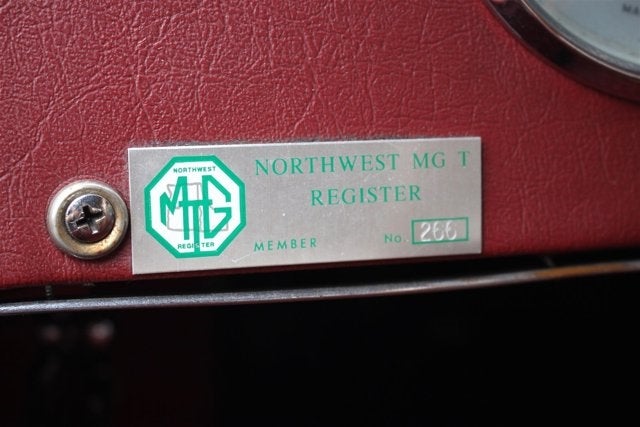 NORTHWEST
MTG
REGISTER
NORTHWEST MG T
REGISTER
MEMBER No. 266